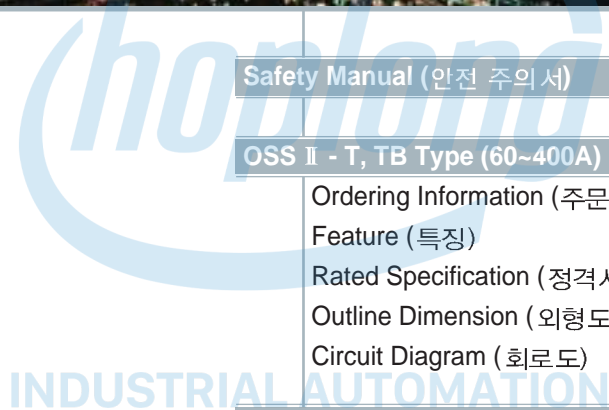 hoplong
Safety Manual (안전 주의서)
OSS Ⅱ - T, TB Type (60~400A)
Ordering Information (주문
Feature (특징)
Rated Specification (정격
Outline Dimension (외형도
Circuit Diagram (회로도)
INDUSTRIAL AUTOMATION